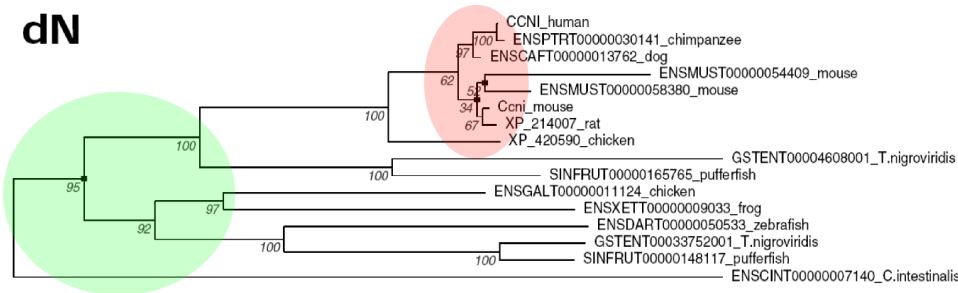 dN
CCNI_human
100
ENSPTRT00000030141_chimpanzee
97
ENSCAFT00000013762_dog
62
ENSMUST00000054409_mouse
52
ENSMUST00000058380_mouse
34
Ccni_mouse
100
67
XP_214007_rat
100
XP_420590_chicken
GSTENT00004608001_T.nigroviridis
100
SINFRUT00000165765_pufferfish
95
ENSGALT00000011124_chicken
97
ENSXETT00000009033_frog
92
ENSDART00000050533_zebrafish
100
GSTENT00033752001_T.nigroviridis
100
SINFRUT00000148117_pufferfish
ENSCINT00000007140_C.intestinalis